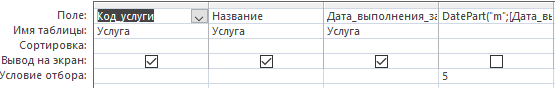 Поле: Код_услуги Название Дата_выполнения_за DatePart("m";[Дата_вы
Имя таблицы: Услуга Услуга Услуга
Сортировка:
Вывод на экран:
Условие отбора: 5